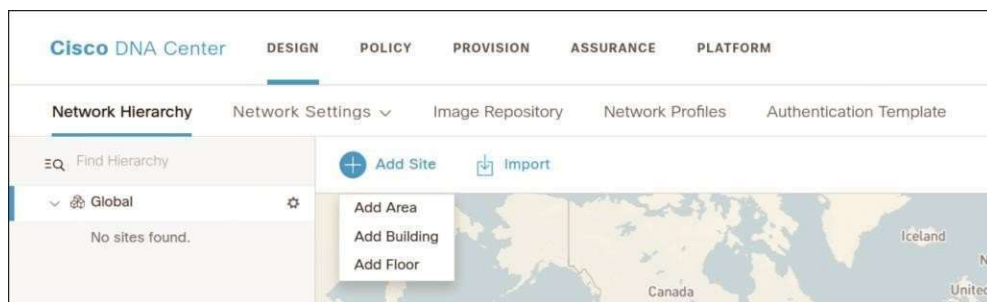 Cisco DNA Center DESIGN POLICY PROVISION ASSURANCE PLATFORM
Network Hierarchy Network Settings Image Repository Network Profiles Authentication Template
Find Hierarchy Add Site Import
Global Add Area
No sites found. Add Building
Add Floor
Iceland
N
Canada
United